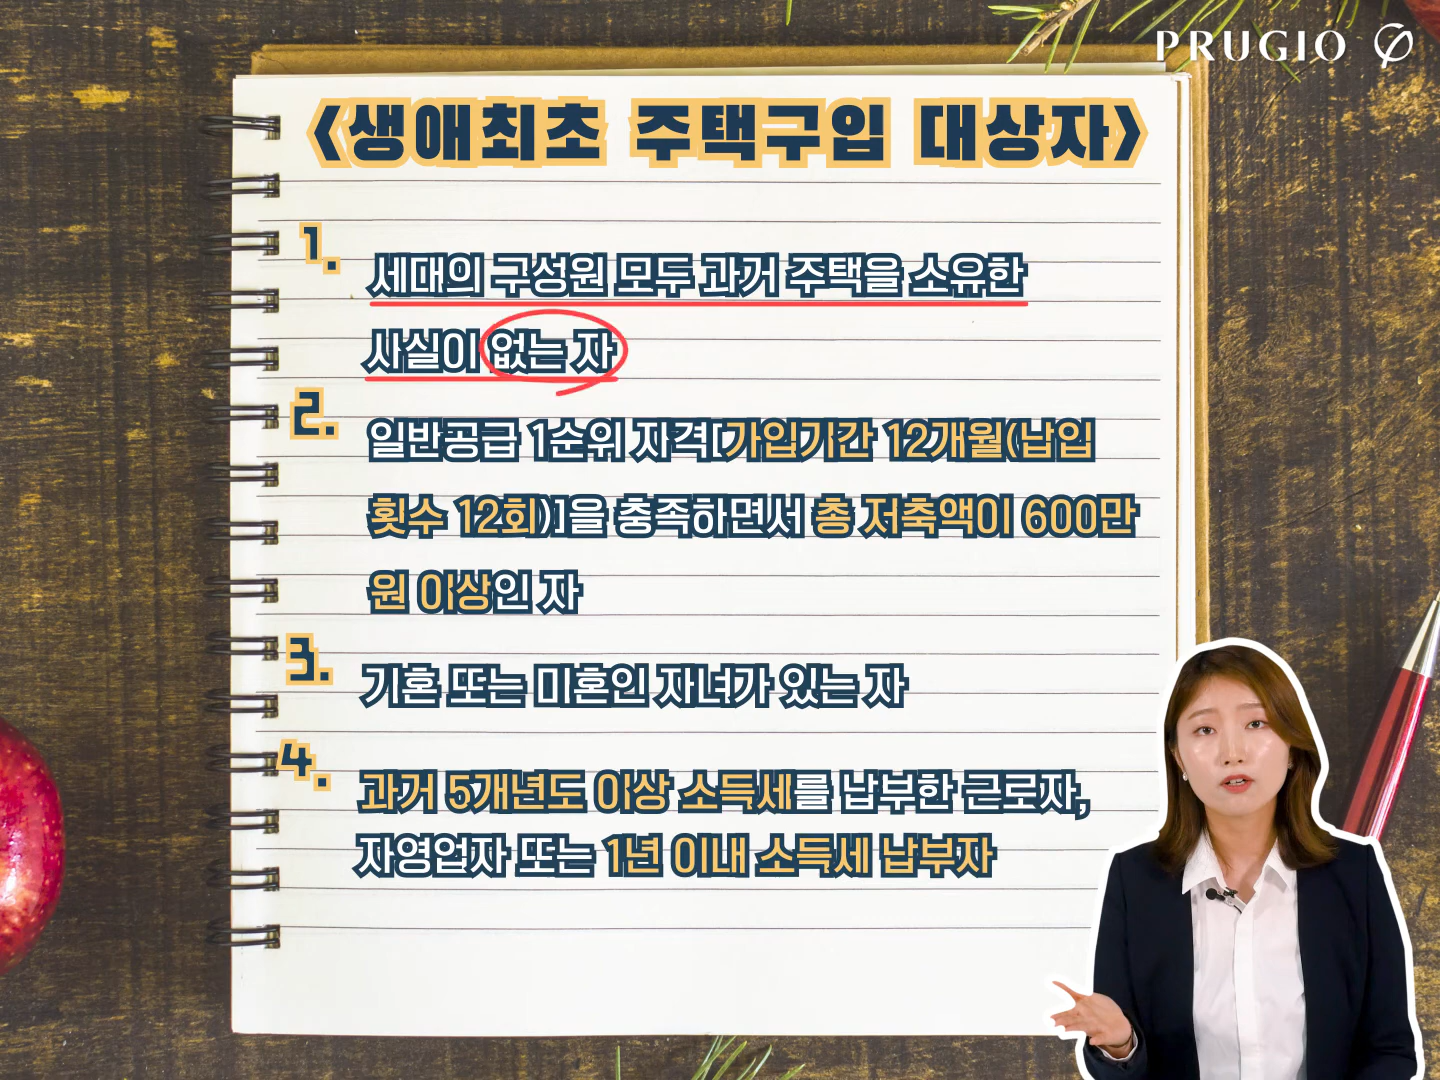 PRUGIO
<생애최초 주택구입 대상자>
1. 세대의 구성원 모두 과거 주택을 소유한
사실이 없는 자
2. 일반공급 1순위 자격[가입기간 12개월(납입
횟수 12회)]을 충족하면서 총 저축액이 600만
원 이상인 자
3. 기혼 또는 미혼인 자녀가 있는 자
4. 과거 5개년도 이상 소득세를 납부한 근로자,
자영업자 또는 1년 이내 소득세 납부자